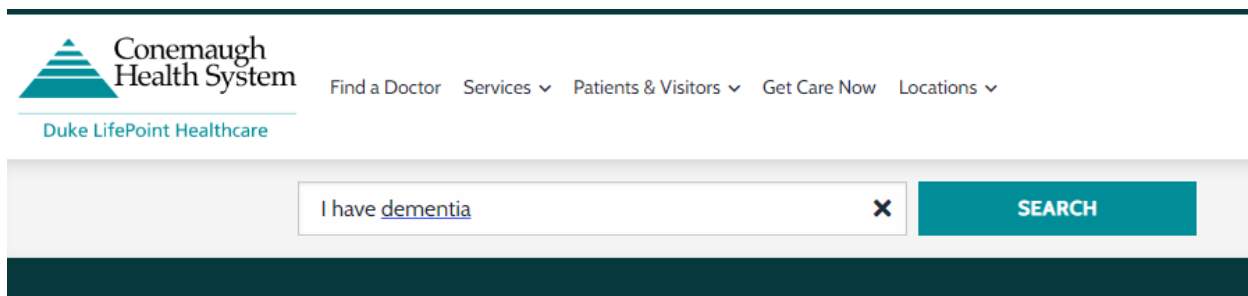 Conemaugh
Health System
Duke LifePoint Healthcare
Find a Doctor Services Patients & Visitors Get Care Now Locations
I have dementia SEARCH